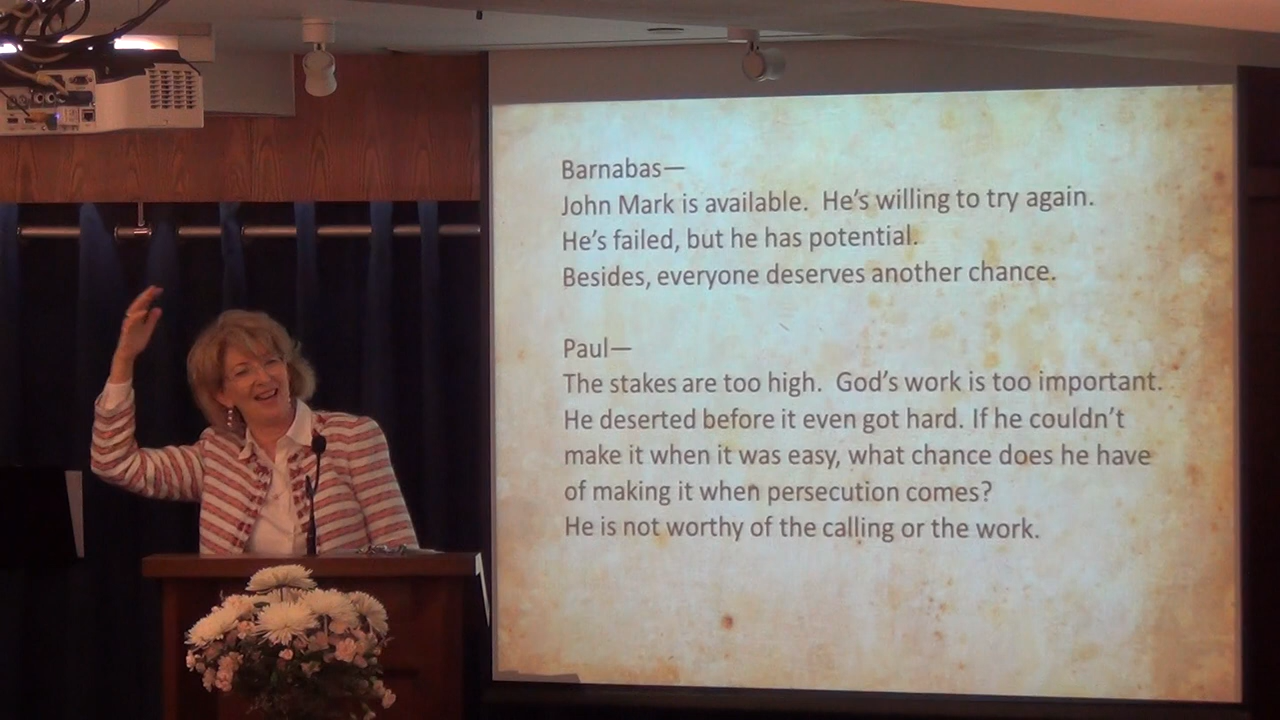 Barnabas—
John Mark is available.  He's willing to try again.
He's failed, but he has potential.
Besides, everyone deserves another chance.
Paul—
The stakes are too high.  God's work is too important.
He deserted before it even got hard. If he couldn't
make it when it was easy, what chance does he have
of making it when persecution comes?
He is not worthy of the calling or the work.